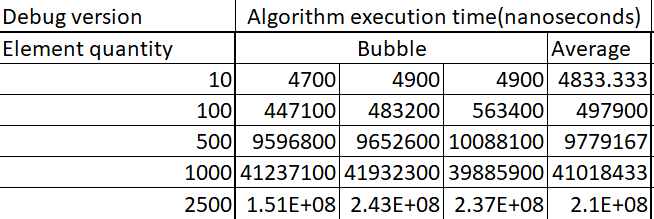 Debug version Algorithm execution time(nanoseconds)
Element quantity Bubble Average
10 4700 4900 4900 4833.333
100 447100 483200 563400 497900
500 9596800 9652600 10088100 9779167
1000 41237100 41932300 39885900 41018433
2500 1.51E+08 2.43E+08 2.37E+08 2.1E+08